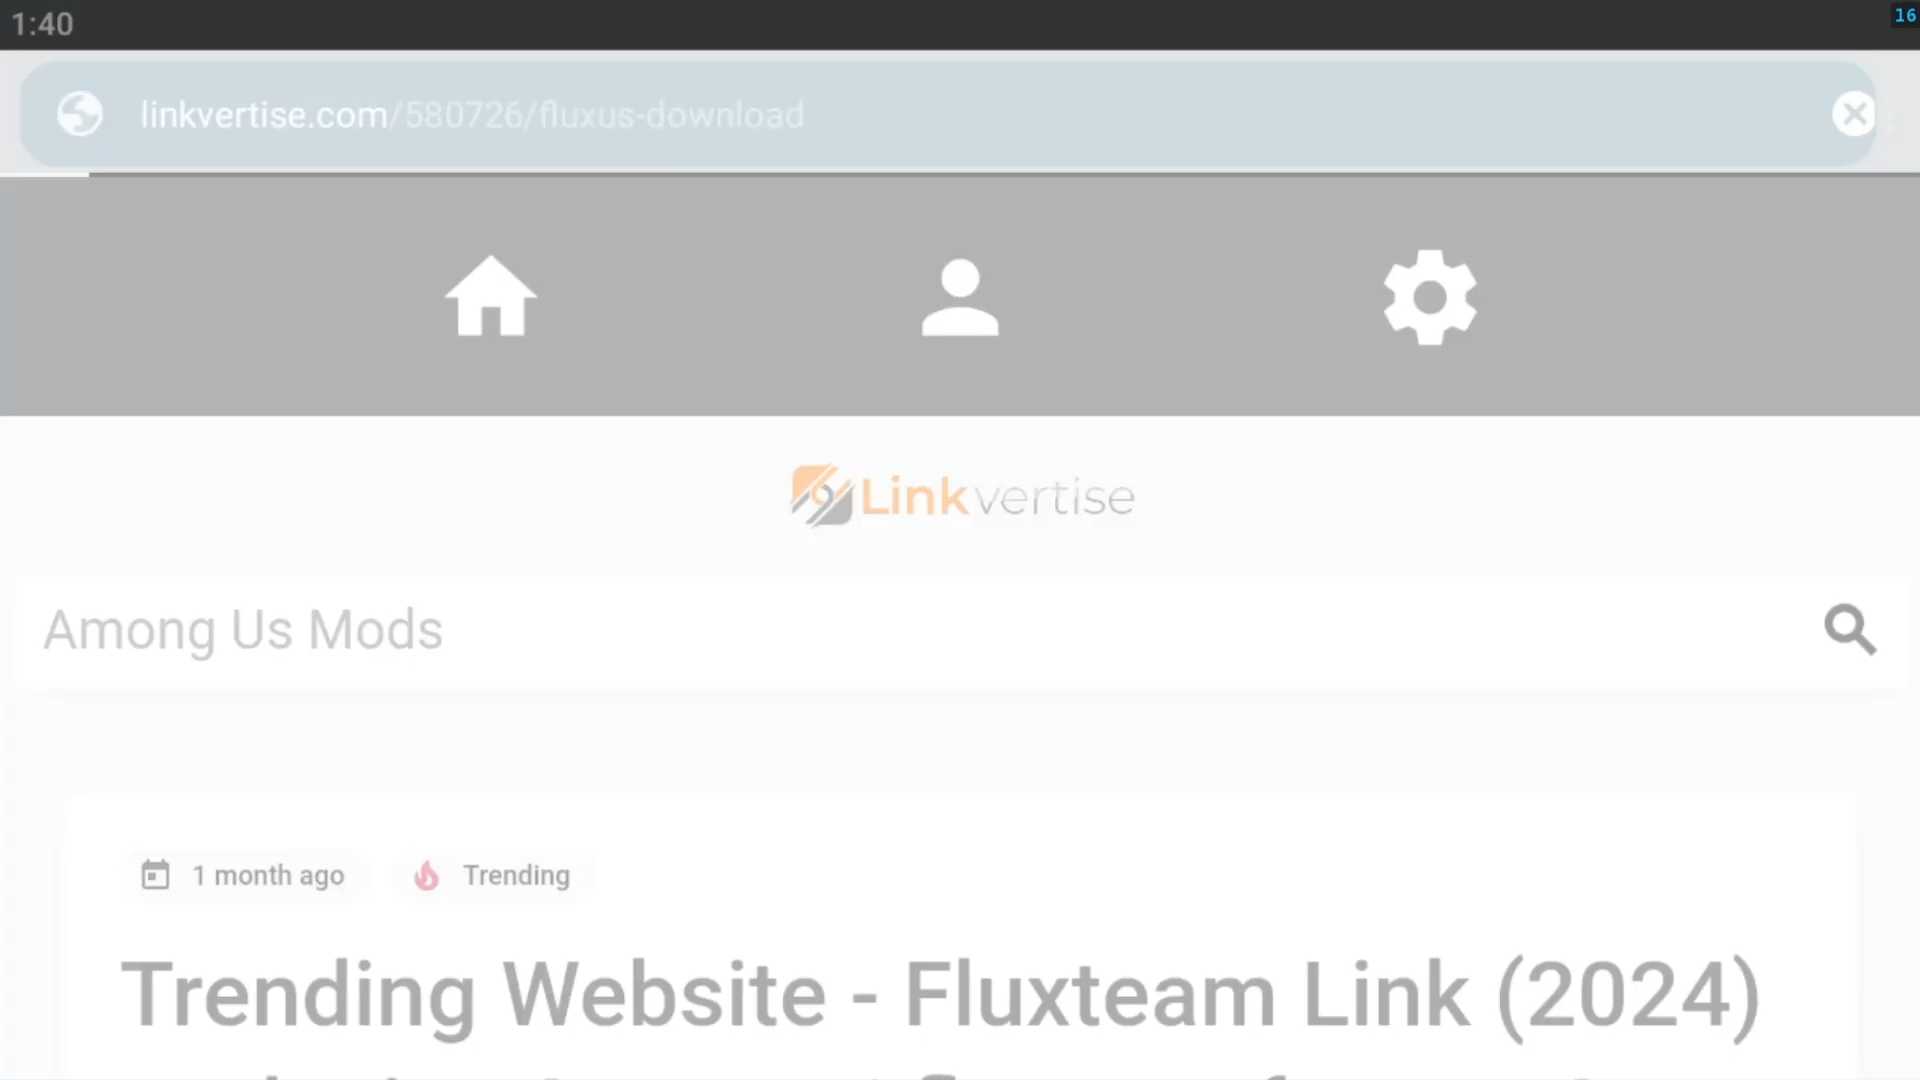 1:40
16
linkvertise.com/580726/fluxus-download
Linkvertise
Among Us Mods
1 month ago
Trending
Trending Website - Fluxteam Link (2024)